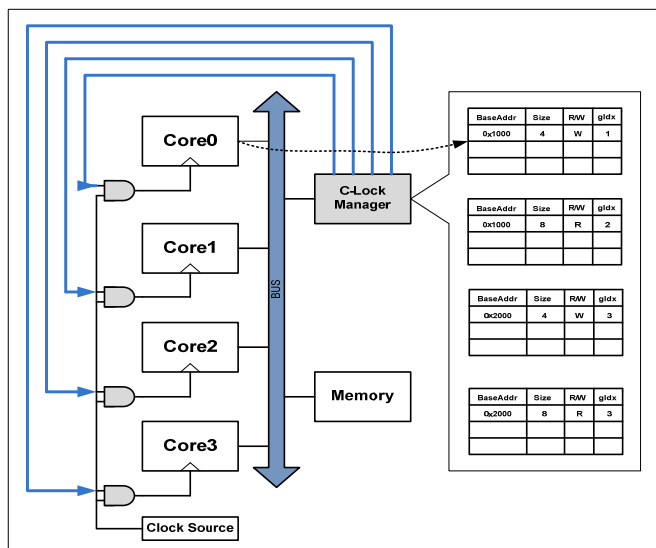 Core0
Core1
Core2
Core3
Clock Source
BUS
C-Lock
Manager
Memory
BaseAddr Size R/W gIdx
0x1000 4 W 1
BaseAddr Size R/W gIdx
0x1000 8 R 2
BaseAddr Size R/W gIdx
0x2000 4 W 3
BaseAddr Size R/W gIdx
0x2000 8 R 3